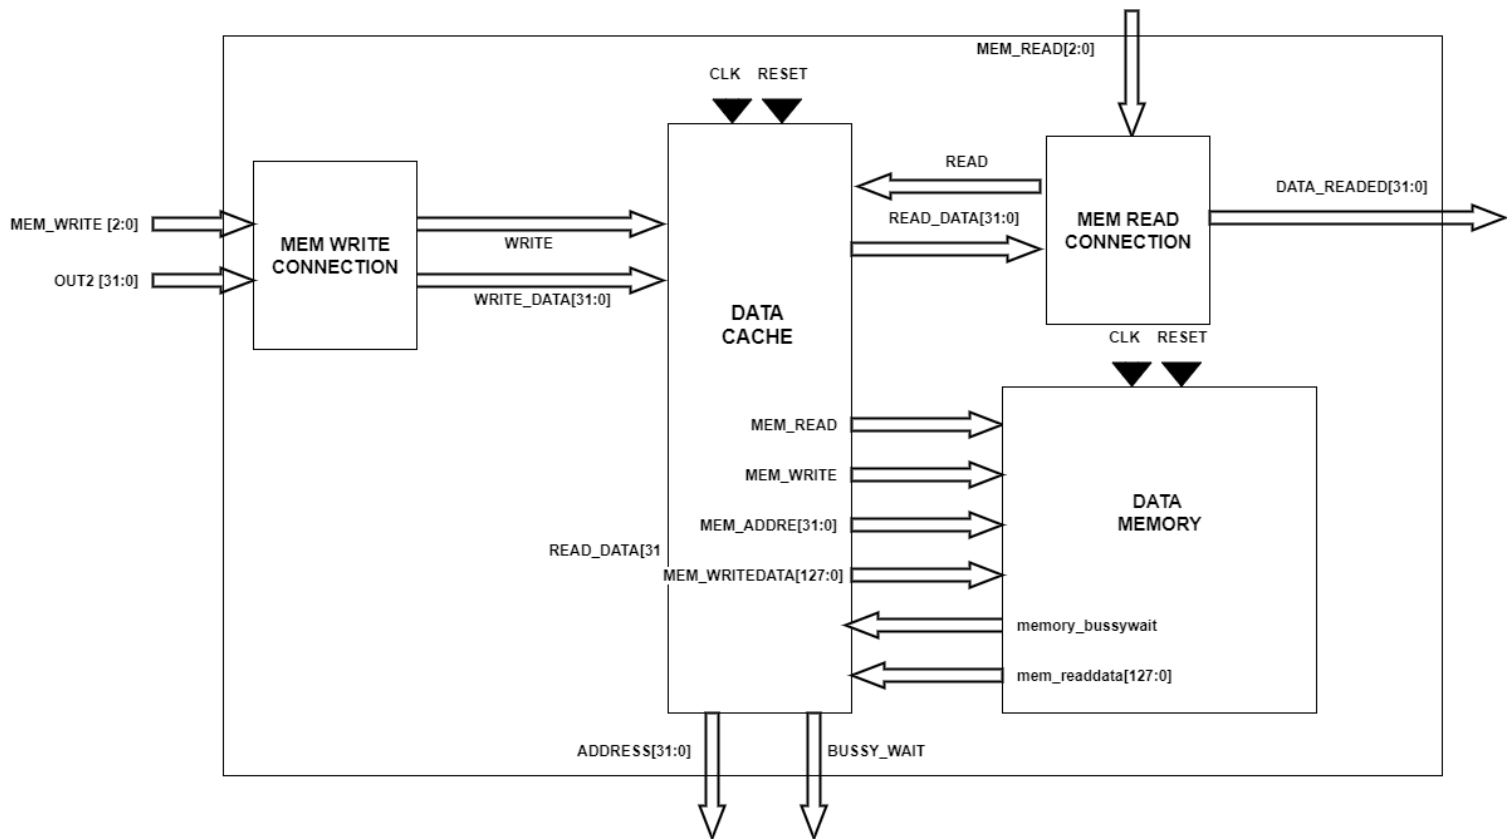 MEM_READ[2:0]
CLK
RESET
READ
DATA_READED[31:0]
MEM_WRITE [2:0]
MEM WRITE
CONNECTION
WRITE
READ_DATA[31:0]
MEM READ
CONNECTION
OUT2 [31:0]
WRITE_DATA[31:0]
DATA
CACHE
CLK
RESET
MEM_READ
MEM_WRITE
DATA
MEMORY
MEM_ADDRE[31:0]
READ_DATA[31
MEM_WRITEDATA[127:0]
memory_bussywait
mem_readdata[127:0]
ADDRESS[31:0]
BUSSY_WAIT